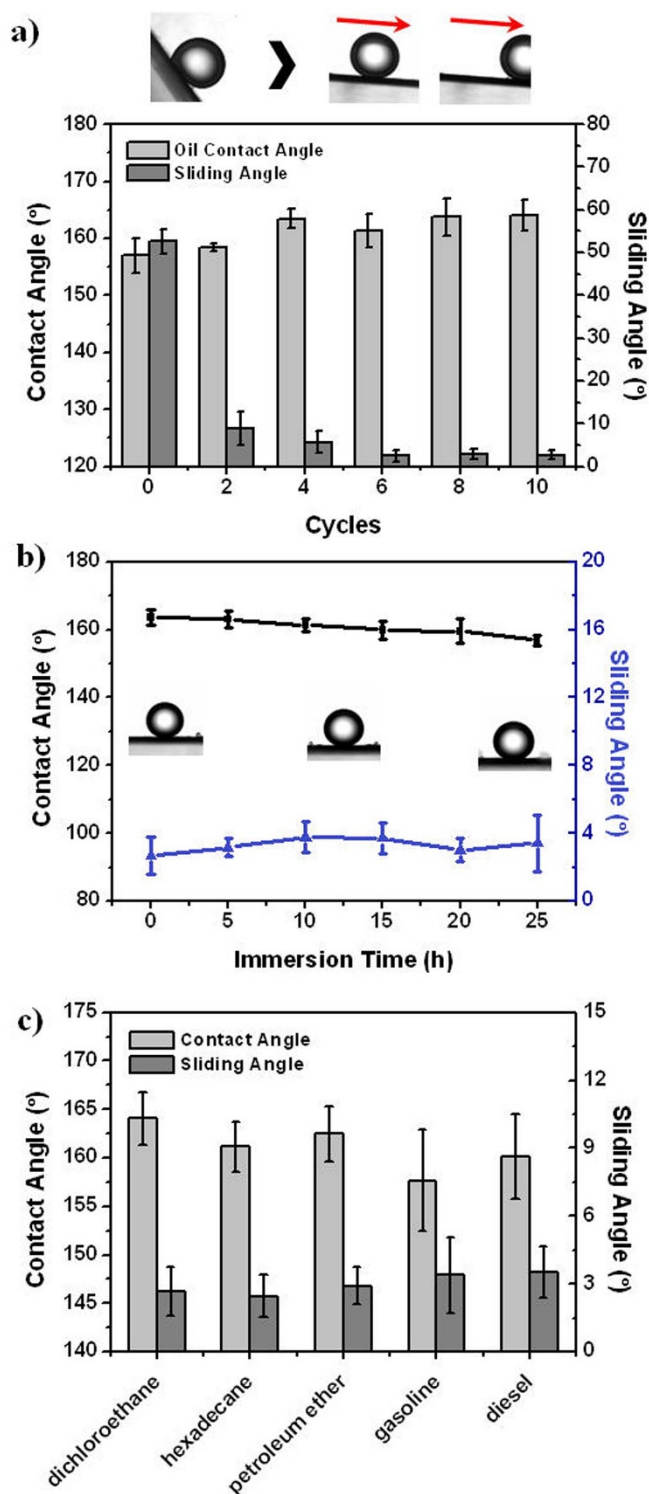 a)
180
170
160
150
140
130
120
Contact Angle (º)
Oil Contact Angle
Sliding Angle
80
70
60
50
40
30
20
10
0
Sliding Angle (º)
0 2 4 6 8 10
Cycles
b)
180
160
140
120
100
80
Contact Angle (º)
20
16
12
8
4
0
Sliding Angle (º)
0 5 10 15 20 25
Immersion Time (h)
c)
175
170
165
160
155
150
145
140
Contact Angle (º)
Contact Angle
Sliding Angle
15
12
9
6
3
0
Sliding Angle (º)
dichloroethane
hexadecane
petroleum ether
gasoline
diesel